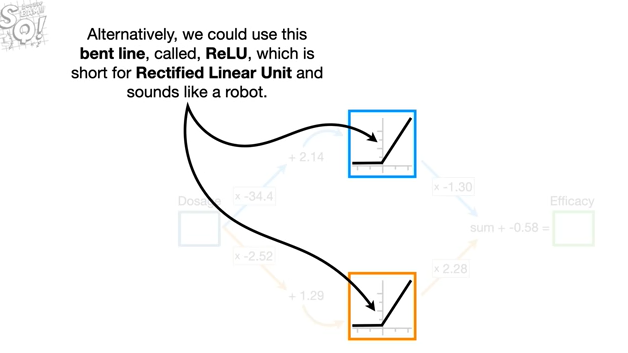 Alternatively, we could use this
bent line, called, ReLU, which is
short for Rectified Linear Unit and
sounds like a robot.
+ 2.14
x -34.4
x -1.30
Dosage
Efficacy
sum + -0.58 =
x -2.52
x 2.28
+ 1.29